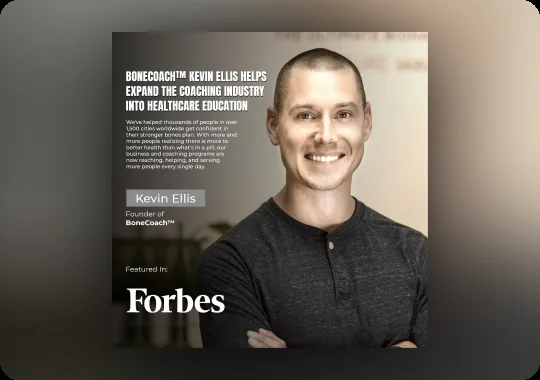 BONECOACH™ KEVIN ELLIS HELPS
EXPAND THE COACHING INDUSTRY
INTO HEALTHCARE EDUCATION
We've helped thousands of people in over
1,500 cities worldwide get confident in
their stronger bones plan. With more and
more people realizing there is more to
better health than what's in a pill, our
business and coaching programs are
now reaching, helping, and serving
more people every single day.
Kevin Ellis
Founder of
BoneCoach™
Featured In:
Forbes